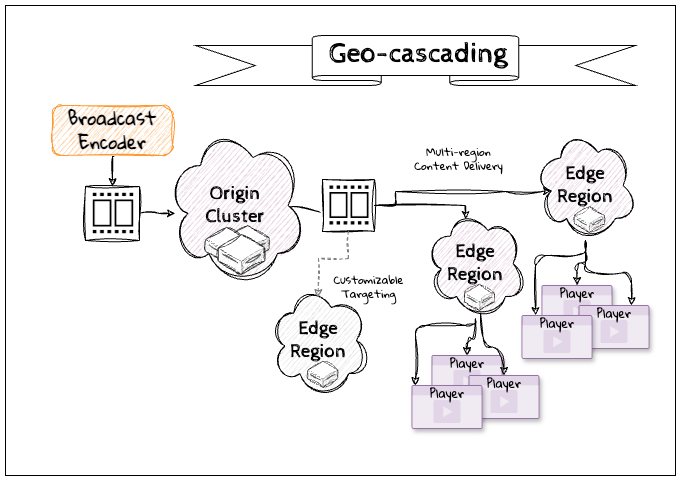 Geo-cascading
Broadcast
Encoder
Origin
Cluster
Multi-region
Content Delivery
Edge
Region
Edge
Region
Customizable
Targeting
Edge
Region
Player
Player
Player
Player
Player
Player